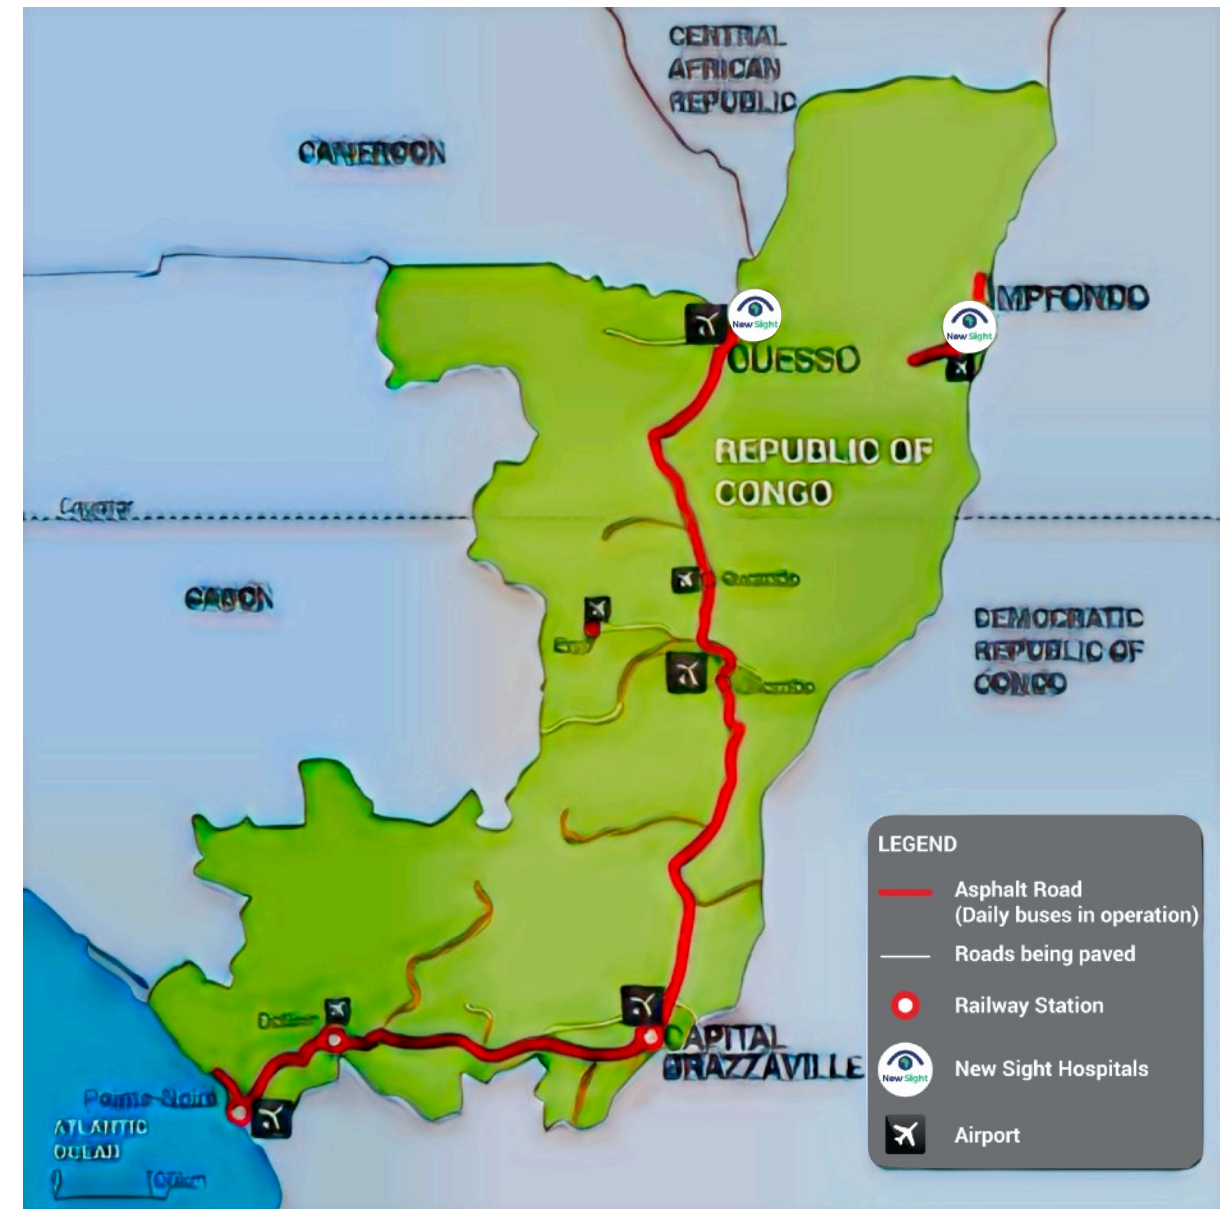 CENTRAL
AFRICAN
REPUBLIC
CAMEROON
IMPFONDO
New Sight
New Sight
OUESSO
REPUBLIC OF
CONGO
Equator
GABON
DEMOCRATIC
REPUBLIC OF
CONGO
LEGEND
Asphalt Road
(Daily buses in operation)
Roads being paved
Railway Station
New Sight
New Sight Hospitals
Airport
CAPITAL
BRAZZAVILLE
Pointe-Noire
ATLANTIC
OCEAN